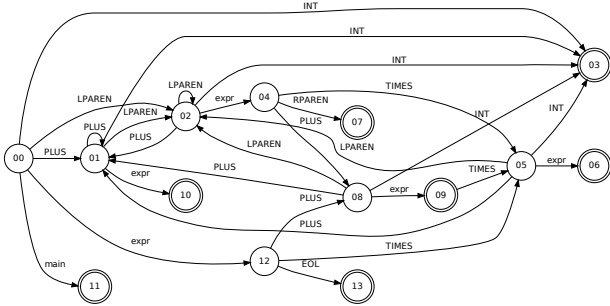 INT
INT
LPAREN
LPAREN
INT
TIMES
03
expr
04
RPAREN
LPAREN
02
PLUS
PLUS
07
INT
INT
PLUS
LPAREN
LPAREN
00
PLUS
01
PLUS
TIMES
05
expr
06
expr
10
08
expr
09
PLUS
PLUS
expr
TIMES
12
main
EOL
11
13